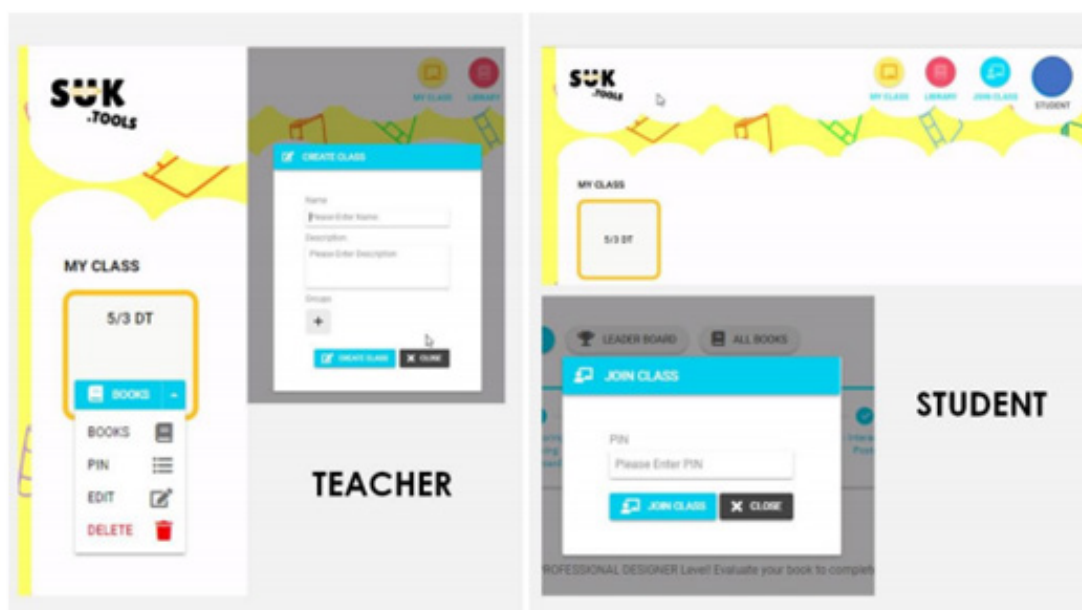 SUK
.TOOLS
MY CLASS
5/3 DT
BOOKS
BOOKS
PIN
EDIT
DELETE
MY CLASS
LIBRARY
CREATE CLASS
Name
Please Enter Name
Description
Please Enter Description
Groups
+
CREATE CLASS
CLOSE
TEACHER
SUK
.TOOLS
MY CLASS
LIBRARY
JOIN CLASS
STUDENT
MY CLASS
5/3 DT
LEADER BOARD
ALL BOOKS
JOIN CLASS
PIN
Please Enter PIN
JOIN CLASS
CLOSE
PROFESSIONAL DESIGNER Level! Evaluate your book to complete
STUDENT